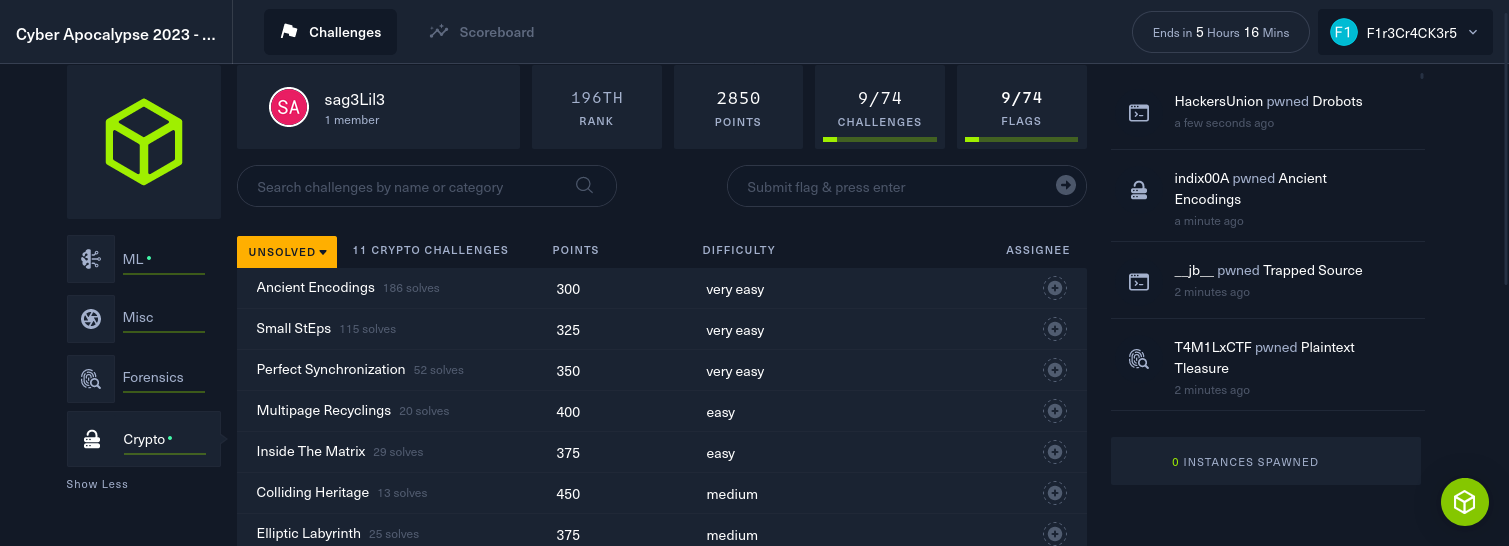 Cyber Apocalypse 2023 - ...
Challenges
Scoreboard
Ends in 5 Hours 16 Mins
F1
F1r3Cr4CK3r5
SA
sag3Lil3
1 member
196TH
RANK
2850
POINTS
9/74
CHALLENGES
9/74
FLAGS
Search challenges by name or category
Submit flag & press enter
ML
Misc
Forensics
Crypto
Show Less
UNSOLVED
11 CRYPTO CHALLENGES
POINTS
DIFFICULTY
ASSIGNEE
Ancient Encodings 186 solves 300 very easy
Small StEps 115 solves 325 very easy
Perfect Synchronization 52 solves 350 very easy
Multipage Recyclings 20 solves 400 easy
Inside The Matrix 29 solves 375 easy
Colliding Heritage 13 solves 450 medium
Elliptic Labyrinth 25 solves 375 medium
HackersUnion pwned Drobots
a few seconds ago
indix00A pwned Ancient
Encodings
a minute ago
__jb__ pwned Trapped Source
2 minutes ago
T4M1LxCTF pwned Plaintext
Tleasure
2 minutes ago
0 INSTANCES SPAWNED